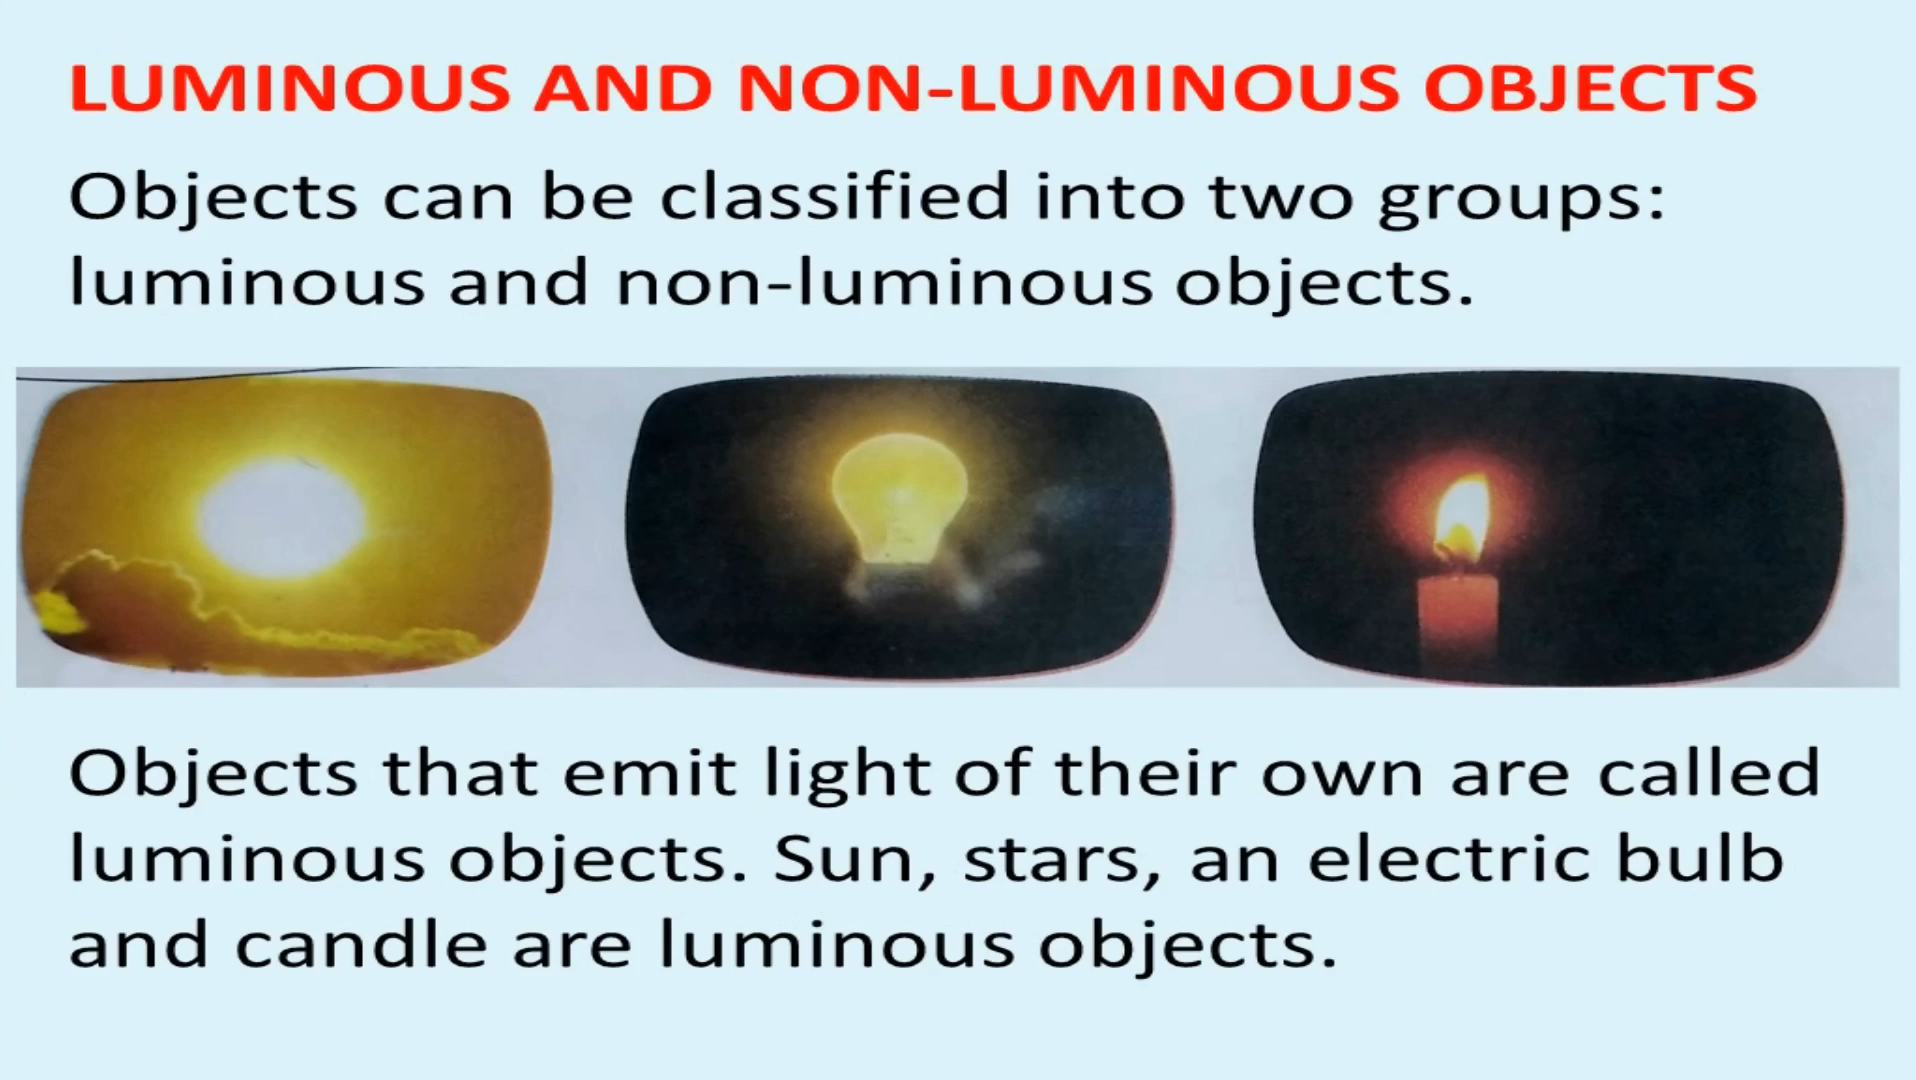 LUMINOUS AND NON-LUMINOUS OBJECTS
Objects can be classified into two groups:
luminous and non-luminous objects.
Objects that emit light of their own are called
luminous objects. Sun, stars, an electric bulb
and candle are luminous objects.